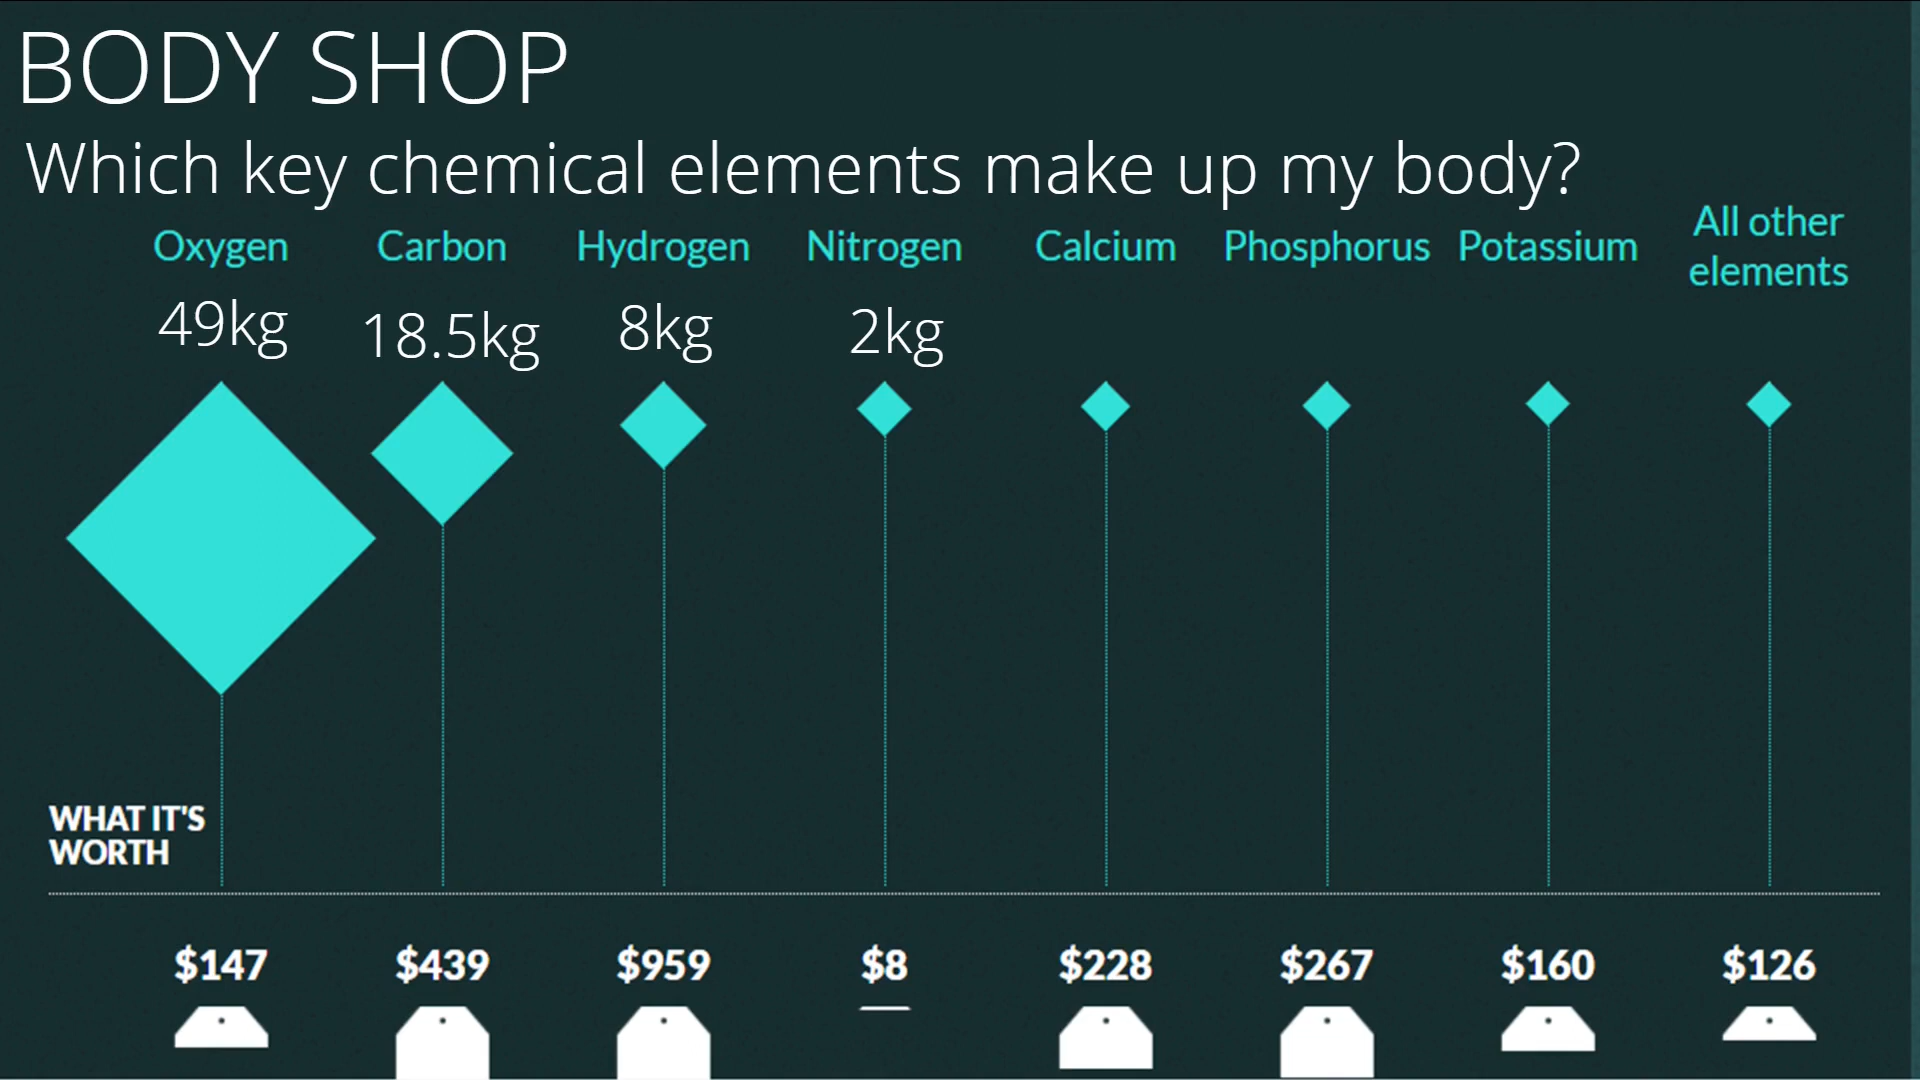 BODY SHOP
Which key chemical elements make up my body?
Oxygen Carbon Hydrogen Nitrogen Calcium Phosphorus Potassium All other
elements
49kg 18.5kg 8kg 2kg
WHAT IT'S
WORTH
$147 $439 $959 $8 $228 $267 $160 $126